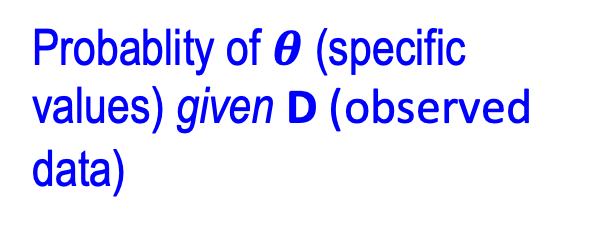 Probablity of θ (specific
values) given D (observed
data)